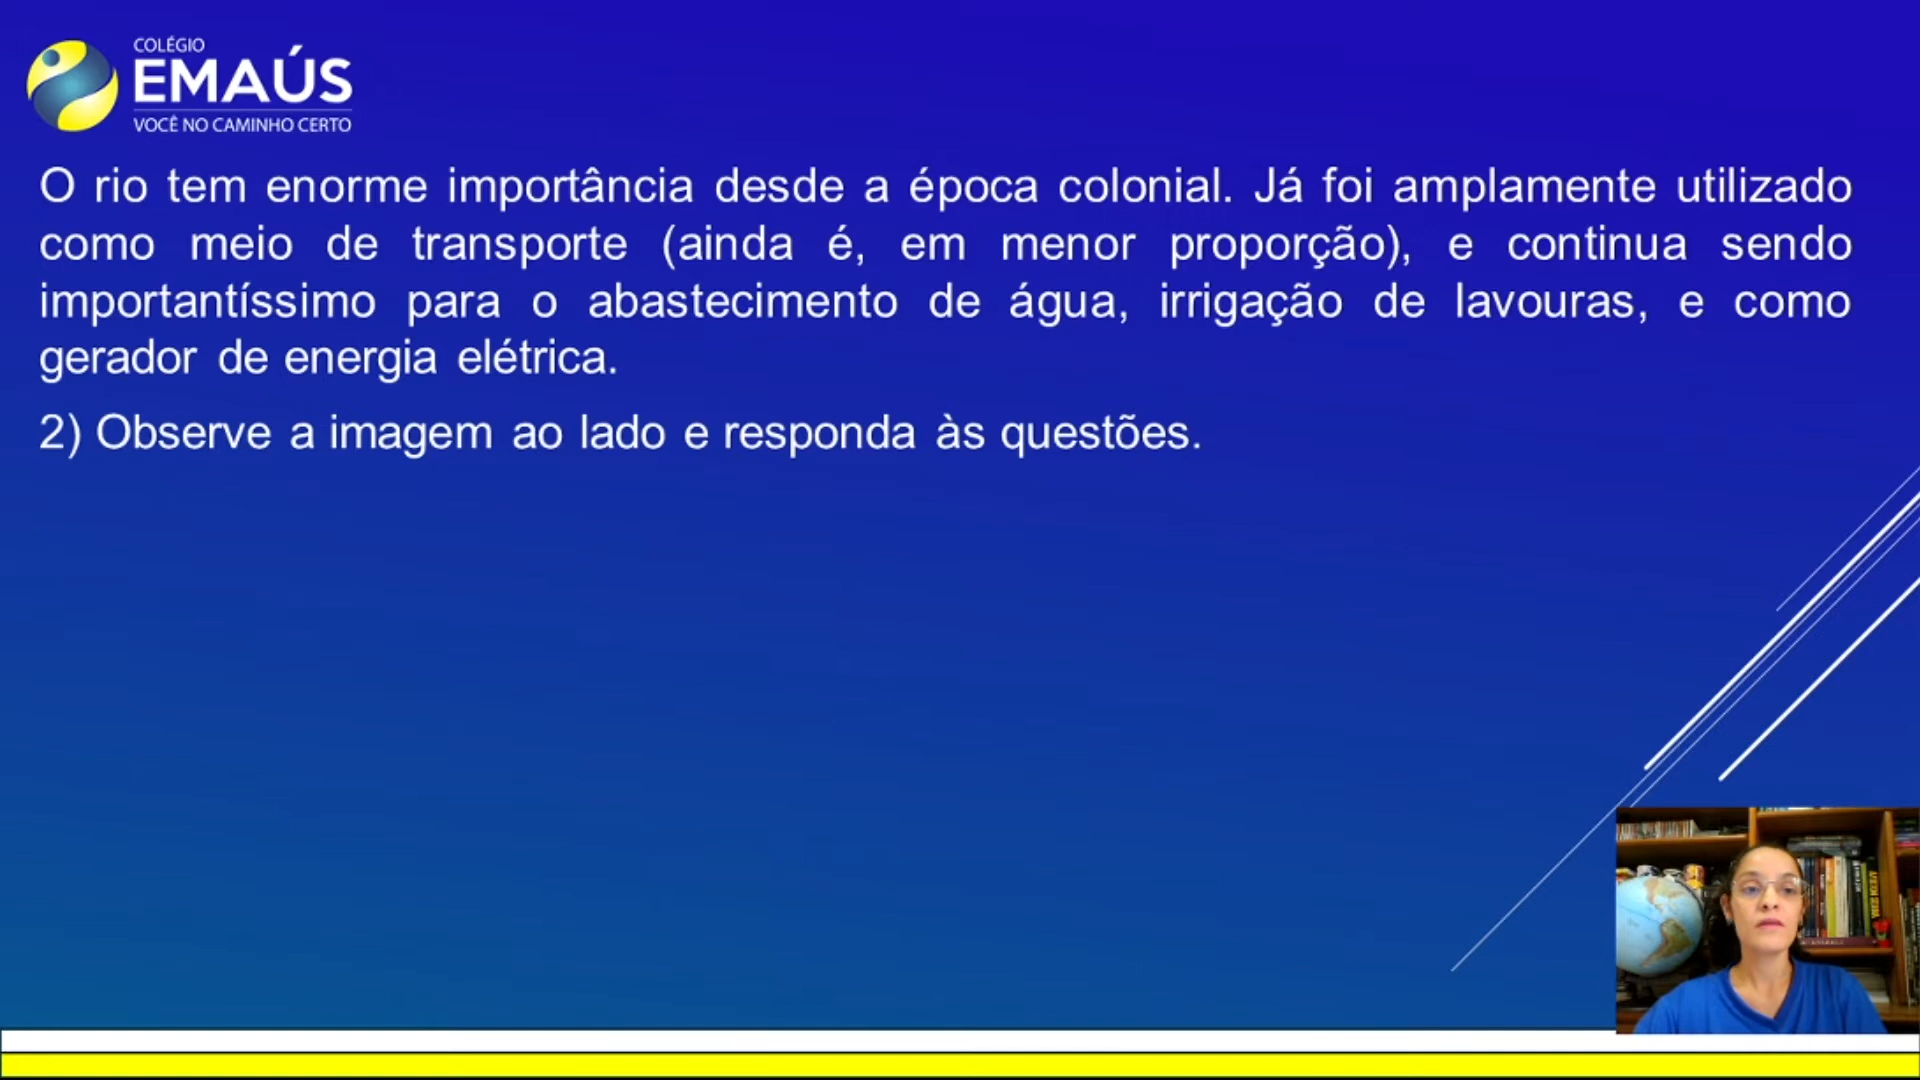 COLÉGIO
EMAÚS
VOCÊ NO CAMINHO CERTO
O rio tem enorme importância desde a época colonial. Já foi amplamente utilizado
como meio de transporte (ainda é, em menor proporção), e continua sendo
importantíssimo para o abastecimento de água, irrigação de lavouras, e como
gerador de energia elétrica.
2) Observe a imagem ao lado e responda às questões.